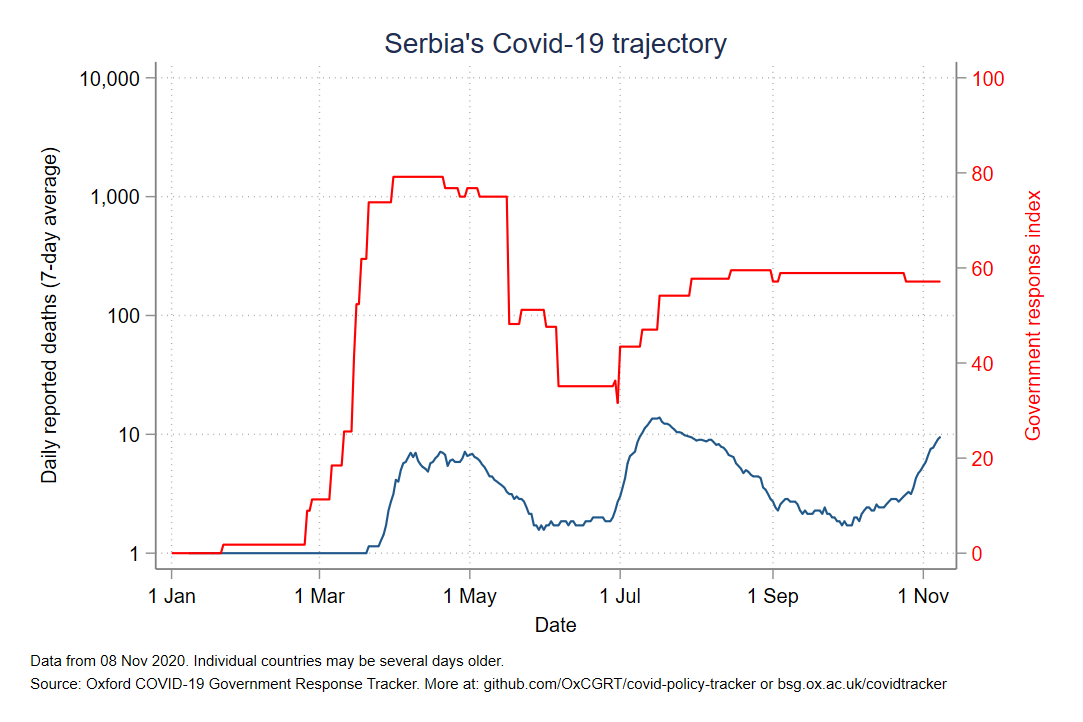 Serbia's Covid-19 trajectory
Daily reported deaths (7-day average)
10,000
1,000
100
10
1
100
80
60
40
20
0
Government response index
1 Jan 1 Mar 1 May 1 Jul 1 Sep 1 Nov
Date
Data from 08 Nov 2020. Individual countries may be several days older.
Source: Oxford COVID-19 Government Response Tracker. More at: github.com/OxCGRT/covid-policy-tracker or bsg.ox.ac.uk/covidtracker